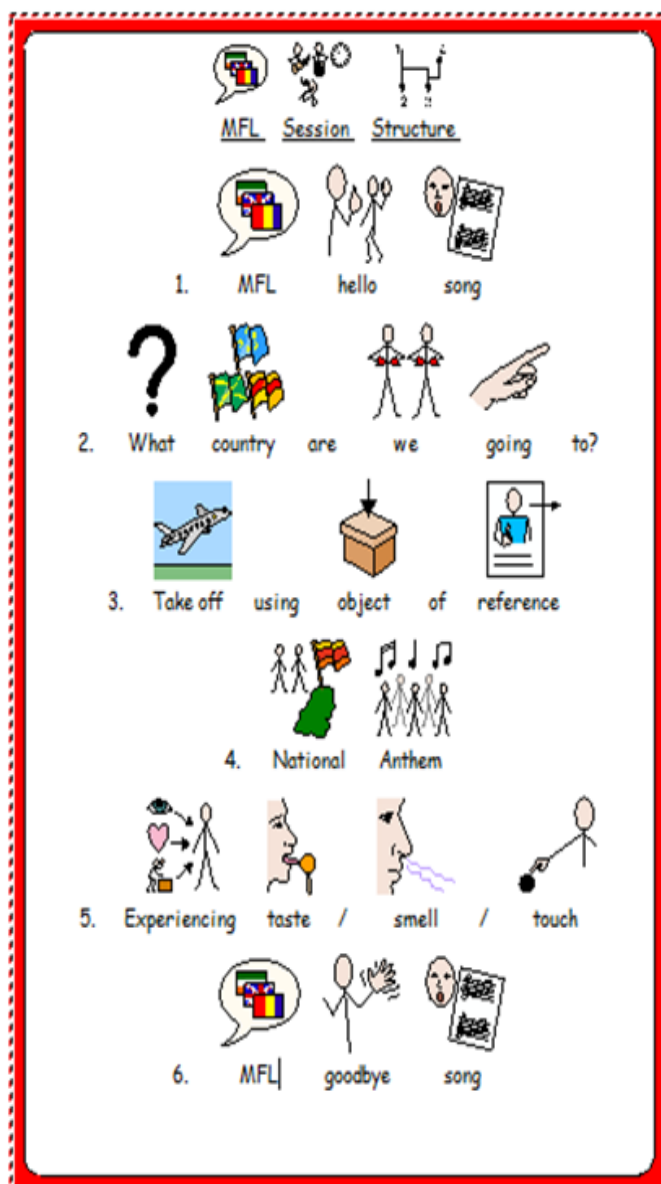 MFL Session Structure
1. MFL hello song
2. What country are we going to?
3. Take off using object of reference
4. National Anthem
5. Experiencing taste / smell / touch
6. MFL goodbye song